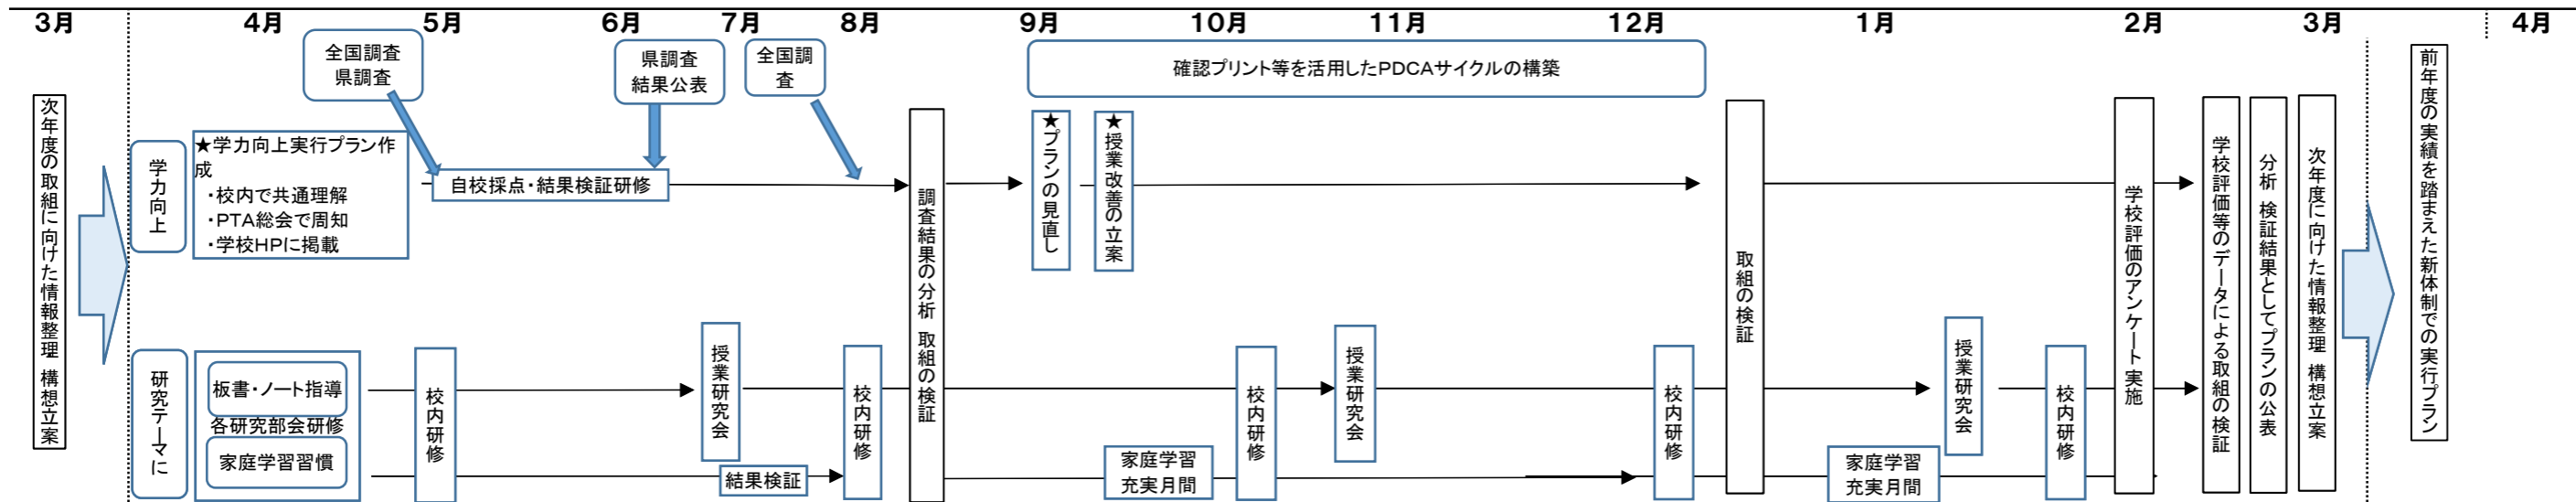 3月 4月 5月 6月 7月 8月 9月 10月 11月 12月 1月 2月 3月 4月
次年度の取組に向けた情報整理 構想立案
学力向上
★学力向上実行プラン作
成
・校内で共通理解
・PTA総会で周知
・学校HPに掲載
全国調査
県調査
自校採点・結果検証研修
県調査
結果公表
全国調
査
調査結果の分析 取組の検証
確認プリント等を活用したPDCAサイクルの構築
★プランの見直し
★授業改善の立案
取組の検証
学校評価のアンケート実施
学校評価等のデータによる取組の検証
分析 検証結果としてプランの公表
次年度に向けた情報整理 構想立案
前年度の実績を踏まえた新体制での実行プラン
研究テーマに
板書・ノート指導
各研究部会研修
家庭学習習慣
校内研修
授業研究会
結果検証
校内研修
家庭学習
充実月間
校内研修
授業研究会
校内研修
家庭学習
充実月間
授業研究会
校内研修